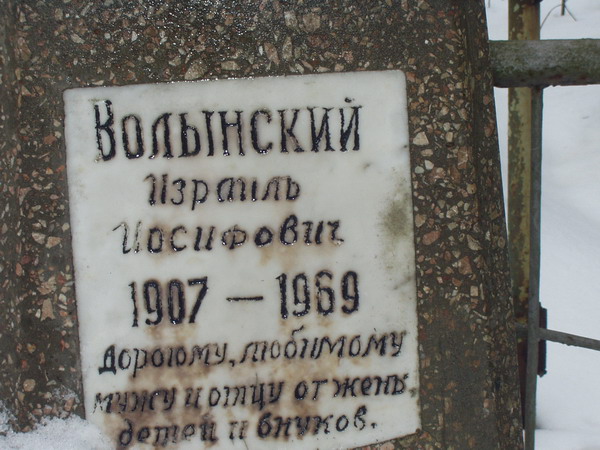 Волынский
Израиль
Иосифович
1907 — 1969
Дорогому, любимому
мужу и отцу от жены
детей и внуков.